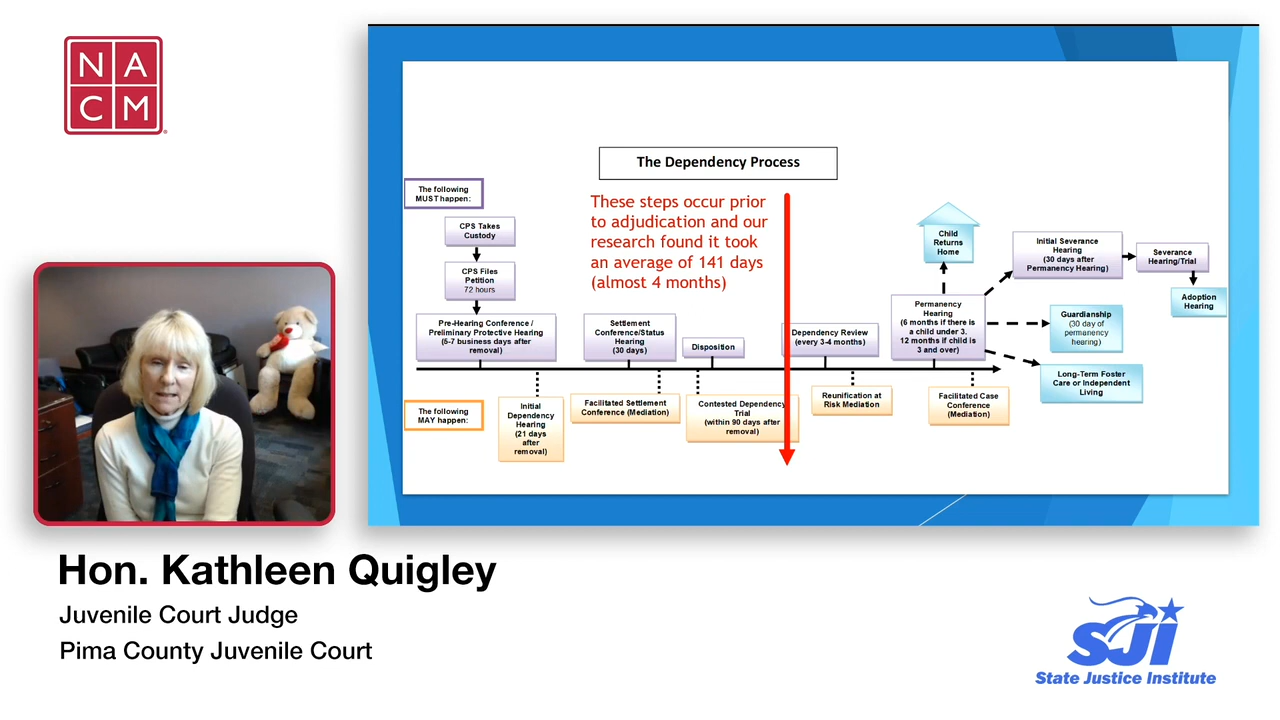 N A
C M
The Dependency Process
The following
MUST happen:
These steps occur prior
to adjudication and our
research found it took
an average of 141 days
(almost 4 months)
CPS Takes
Custody
CPS Files
Petition
72 hours
Pre-Hearing Conference /
Preliminary Protective Hearing
(5-7 business days after
removal)
Settlement
Conference/Status
Hearing
(30 days)
Disposition
Dependency Review
(every 3-4 months)
Permanency
Hearing
(6 months if there is
a child under 3.
12 months if child is
3 and over)
Child
Returns
Home
Initial Severance
Hearing
(30 days after
Permanency Hearing)
Severance
Hearing/Trial
Adoption
Hearing
Guardianship
(30 day of
permanency
hearing)
Long-Term Foster
Care or Independent
Living
The following
MAY happen:
Initial
Dependency
Hearing
(21 days
after
removal)
Facilitated Settlement
Conference (Mediation)
Contested Dependency
Trial
(within 90 days after
removal)
Reunification at
Risk Mediation
Facilitated Case
Conference
(Mediation)
Hon. Kathleen Quigley
Juvenile Court Judge
Pima County Juvenile Court
SJI
State Justice Institute